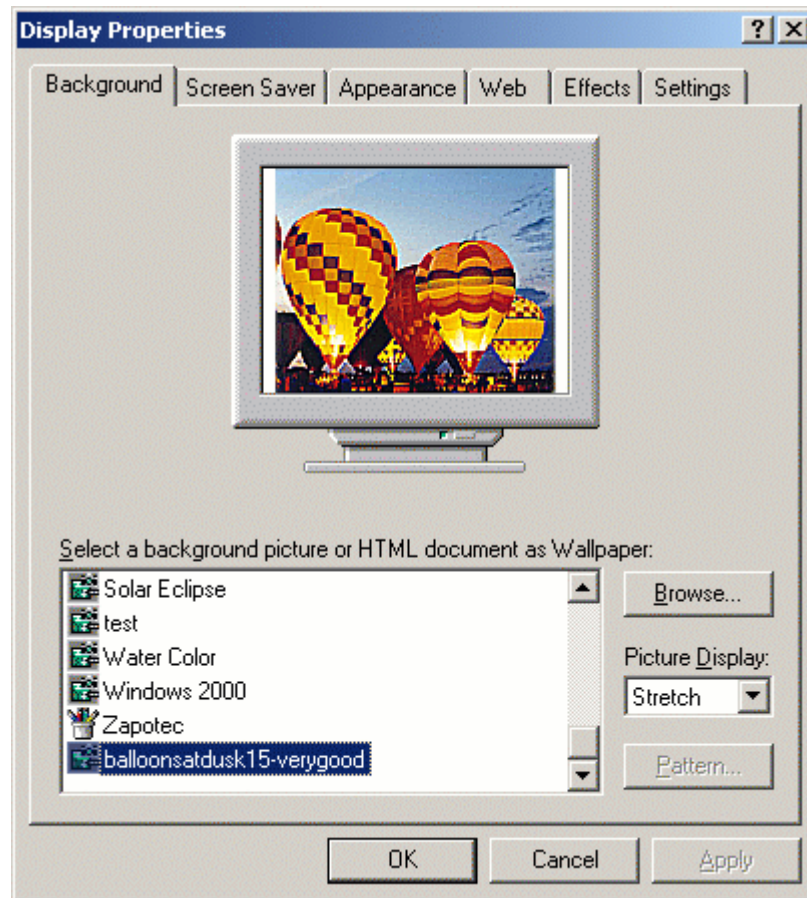 Display Properties
Background Screen Saver Appearance Web Effects Settings
Select a background picture or HTML document as Wallpaper:
Solar Eclipse
test
Water Color
Windows 2000
Zapotec
balloonsatdusk15-verygood
Browse...
Picture Display:
Stretch
Pattern...
OK Cancel Apply